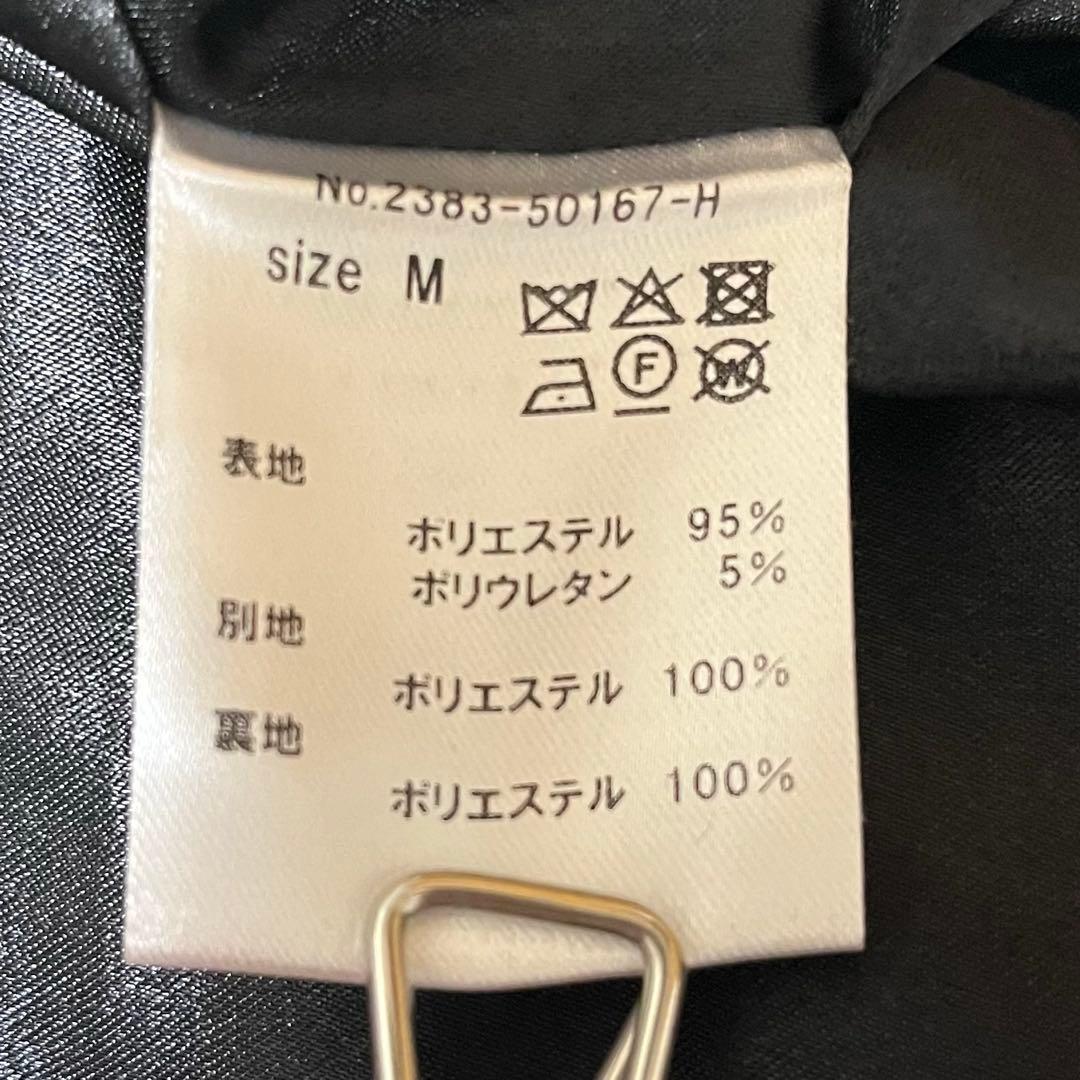 No.2383-50167-H
size M
F W
表地
ポリエステル 95%
ポリウレタン 5%
別地
ポリエステル 100%
裏地
ポリエステル 100%